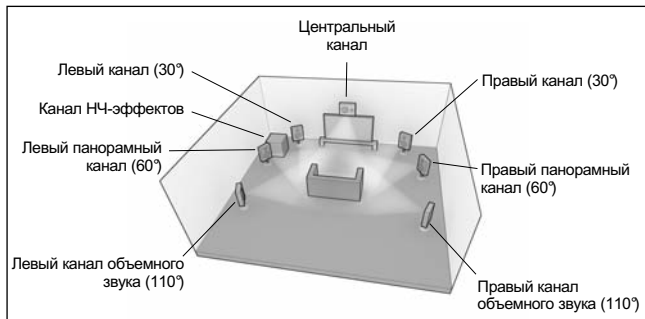 Центральный
канал
Левый канал (30°)
Правый канал (30°)
Канал НЧ-эффектов
Левый панорамный
канал (60°)
Правый панорамный
канал (60°)
Левый канал объемного
звука (110°)
Правый канал
объемного звука (110°)